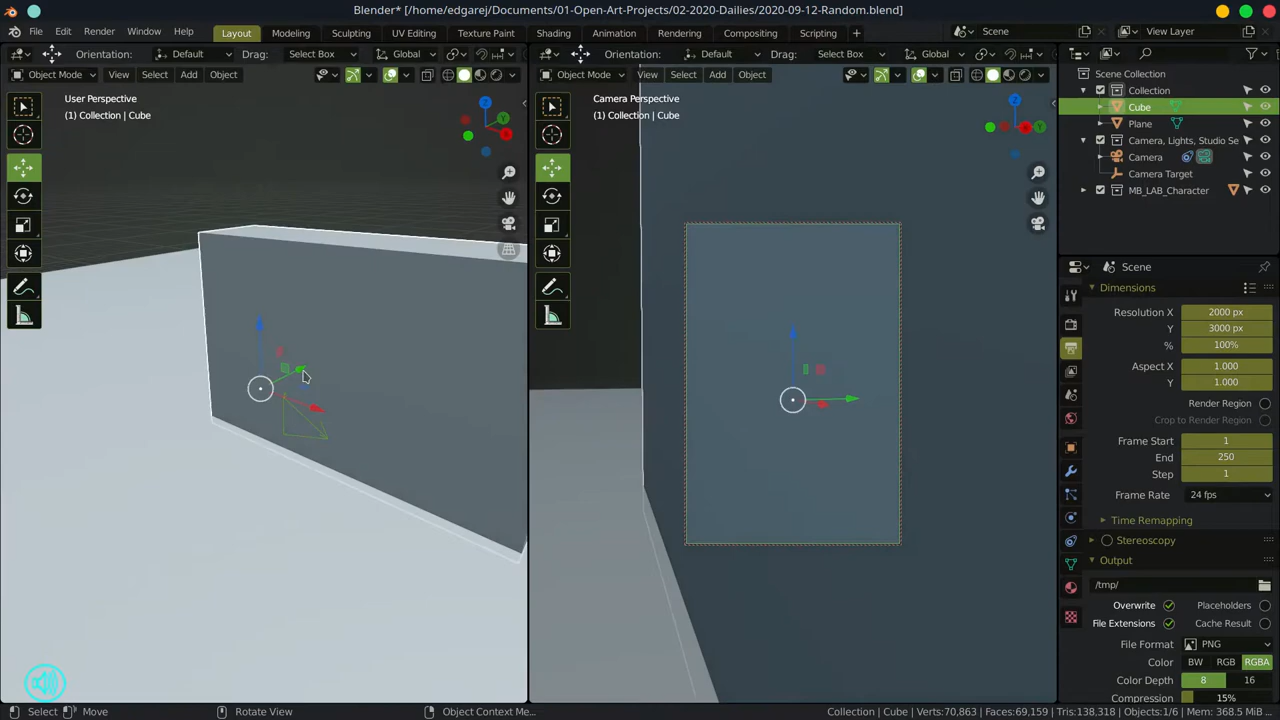 Blender* [/home/edgarej/Documents/01-Open-Art-Projects/02-2020-Dailies/2020-09-12-Random.blend]
File Edit Render Window Help Layout Modeling Sculpting UV Editing Texture Paint Shading Animation Rendering Compositing Scripting + Scene View Layer
Orientation: Default Drag: Select Box Global
Object Mode View Select Add Object
User Perspective
(1) Collection | Cube
Z
Y
X
Orientation: Default Drag: Select Box Global
Object Mode View Select Add Object
Camera Perspective
(1) Collection | Cube
Z
X Y
Scene Collection
Collection
Cube
Plane
Camera, Lights, Studio Se
Camera
Camera Target
MB_LAB_Character
Scene
Dimensions
Resolution X 2000 px
Y 3000 px
% 100%
Aspect X 1.000
Y 1.000
Render Region
Crop to Render Region
Frame Start 1
End 250
Step 1
Frame Rate 24 fps
Time Remapping
Stereoscopy
Output
/tmp/
Overwrite Placeholders
File Extensions Cache Result
File Format PNG
Color BW RGB RGBA
Color Depth 8 16
Compression 15%
Select Move Rotate View Object Context Me... Collection | Cube | Verts:70,863 | Faces:69,159 | Tris:138,318 | Objects:1/6 | Mem: 368.5 MiB